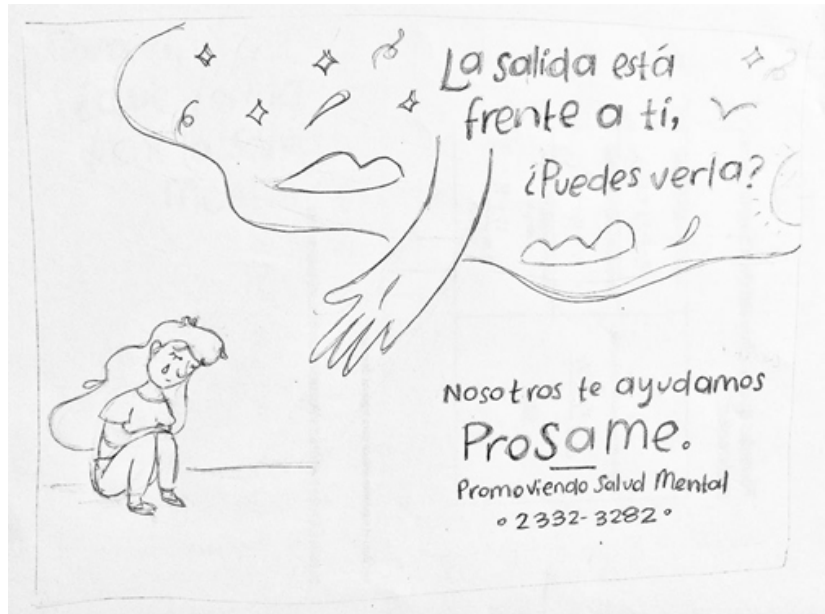 La salida está
frente a ti,
¿Puedes verla?
Nosotros te ayudamos
Prosame.
Promoviendo Salud Mental
• 2332-3282 •